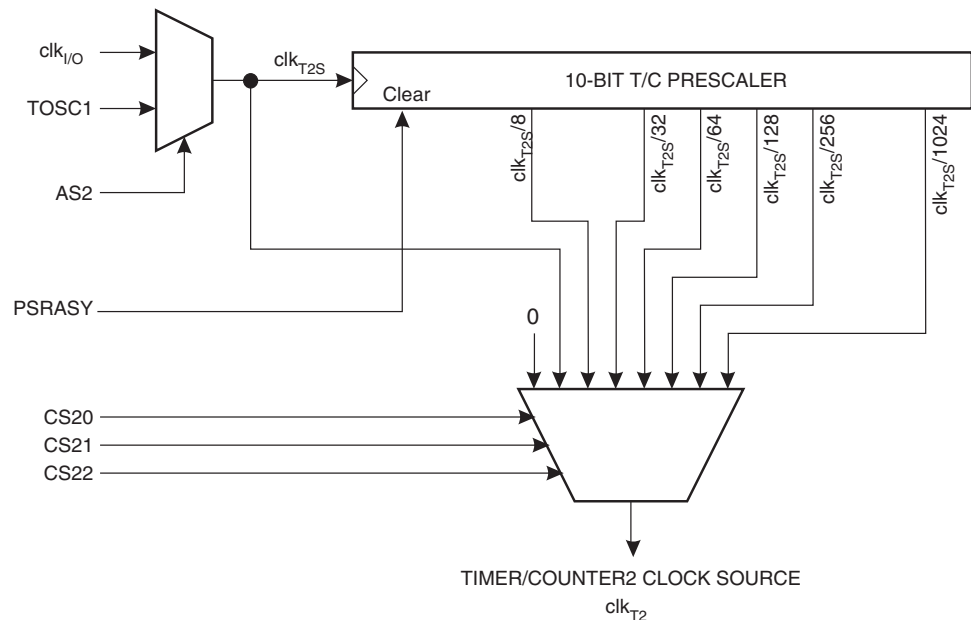 clkI/O
TOSC1
AS2
PSRASY
clkT2S
10-BIT T/C PRESCALER
Clear
clkT2S/8
clkT2S/32
clkT2S/64
clkT2S/128
clkT2S/256
clkT2S/1024
0
CS20
CS21
CS22
TIMER/COUNTER2 CLOCK SOURCE
clkT2